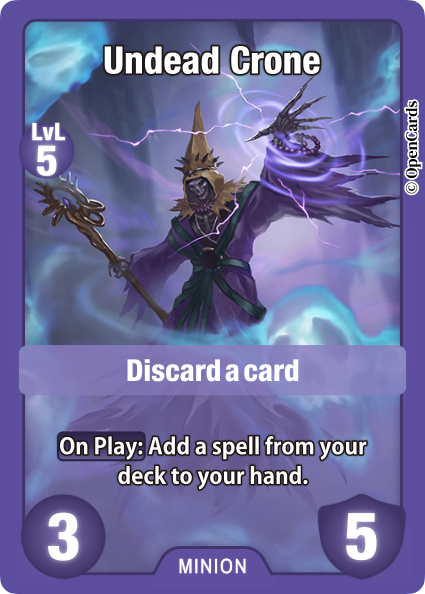 Undead Crone
LvL
5
© OpenCards
Discard a card
On Play: Add a spell from your
deck to your hand.
3
5
MINION